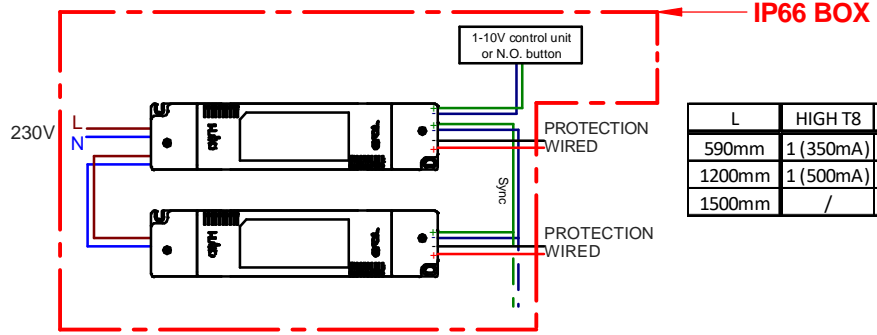 IP66 BOX
1-10V control unit
or N.O. button
230V
L
N
PROTECTION
WIRED
Sync
PROTECTION
WIRED
L HIGH T8
590mm 1 (350mA)
1200mm 1 (500mA)
1500mm /